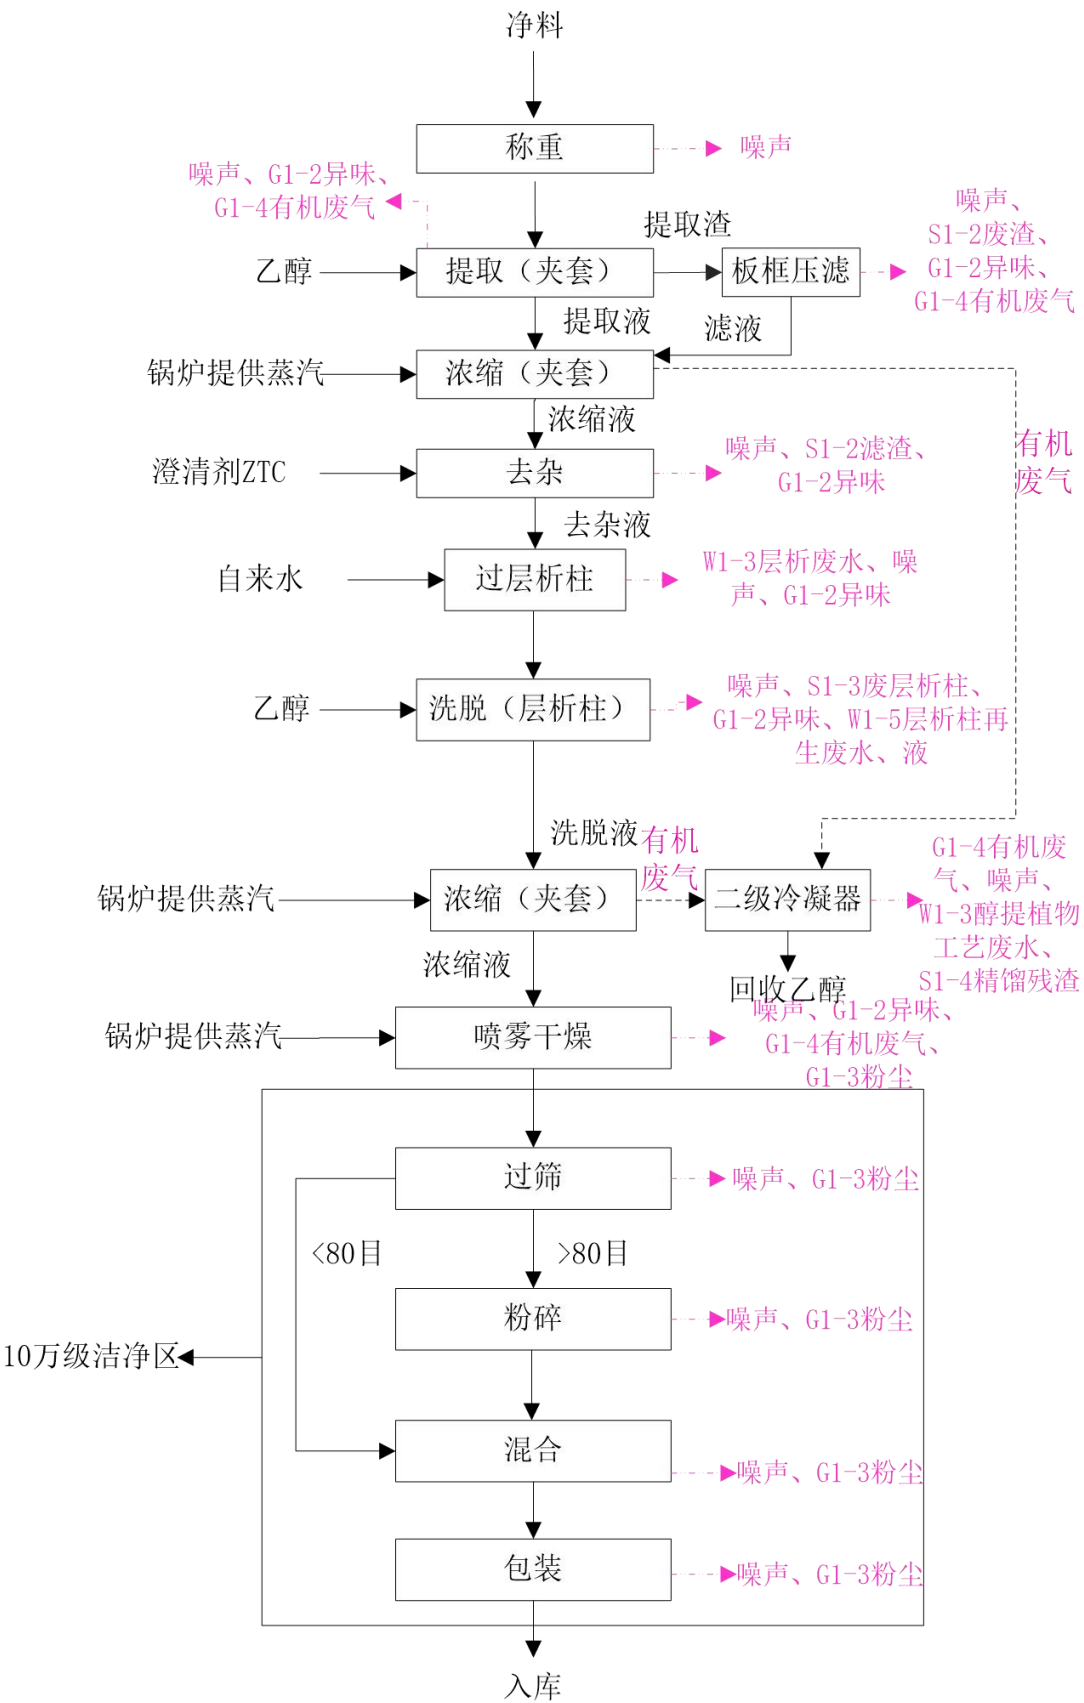 净料
称重
噪声
噪声、G1-2异味、
G1-4有机废气
提取渣
噪声、
S1-2废渣、
G1-2异味、
G1-4有机废气
乙醇
提取（夹套）
板框压滤
提取液
滤液
锅炉提供蒸汽
浓缩（夹套）
浓缩液
有机
废气
澄清剂ZTC
去杂
噪声、S1-2滤渣、
G1-2异味
去杂液
自来水
过层析柱
W1-3层析废水、噪
声、G1-2异味
乙醇
洗脱（层析柱）
噪声、S1-3废层析柱、
G1-2异味、W1-5层析柱再
生废水、液
洗脱液
有机
废气
锅炉提供蒸汽
浓缩（夹套）
二级冷凝器
G1-4有机废
气、噪声、
W1-3醇提植物
工艺废水、
S1-4精馏残渣
浓缩液
回收乙醇
锅炉提供蒸汽
喷雾干燥
噪声、G1-2异味、
G1-4有机废气、
G1-3粉尘
过筛
噪声、G1-3粉尘
<80目
>80目
粉碎
噪声、G1-3粉尘
10万级洁净区
混合
噪声、G1-3粉尘
包装
噪声、G1-3粉尘
入库